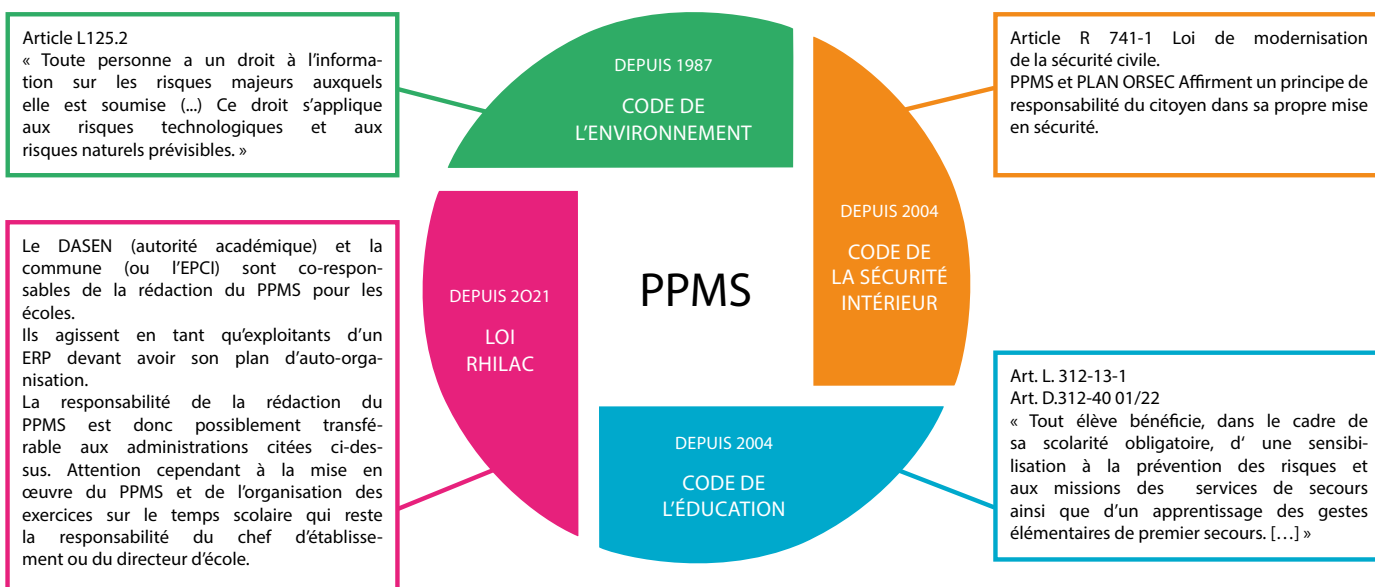 Article L125.2
« Toute personne a un droit à l’informa-
tion sur les risques majeurs auxquels
elle est soumise (...) Ce droit s’applique
aux risques technologiques et aux
risques naturels prévisibles. »
DEPUIS 1987
CODE DE
L’ENVIRONNEMENT
Article R 741-1 Loi de modernisation
de la sécurité civile.
PPMS et PLAN ORSEC Affirment un principe de
responsabilité du citoyen dans sa propre mise
en sécurité.
DEPUIS 2004
CODE DE
LA SÉCURITÉ
INTÉRIEUR
PPMS
Le DASEN (autorité académique) et la
commune (ou l’EPCI) sont co-respon-
sables de la rédaction du PPMS pour les
écoles.
Ils agissent en tant qu’exploitants d’un
ERP devant avoir son plan d’auto-orga-
nisation.
La responsabilité de la rédaction du
PPMS est donc possiblement transfé-
rable aux administrations citées ci-des-
sus. Attention cependant à la mise en
œuvre du PPMS et de l’organisation des
exercices sur le temps scolaire qui reste
la responsabilité du chef d’établisse-
ment ou du directeur d’école.
DEPUIS 2O21
LOI
RHILAC
DEPUIS 2004
CODE DE
L’ÉDUCATION
Art. L. 312-13-1
Art. D.312-40 01/22
« Tout élève bénéficie, dans le cadre de
sa scolarité obligatoire, d‘ une sensibi-
lisation à la prévention des risques et
aux missions des services de secours
ainsi que d’un apprentissage des gestes
élémentaires de premier secours. […] »